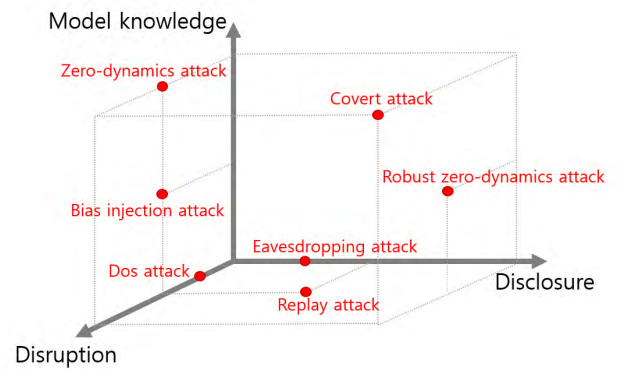 Model knowledge
Zero-dynamics attack
Covert attack
Robust zero-dynamics attack
Bias injection attack
Eavesdropping attack
Dos attack
Disclosure
Replay attack
Disruption